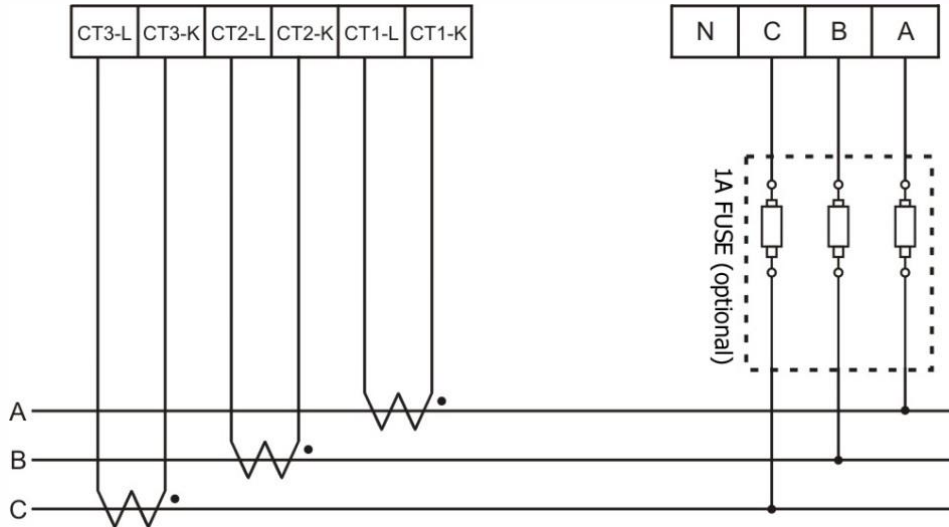 CT3-L CT3-K CT2-L CT2-K CT1-L CT1-K
N C B A
1A FUSE (optional)
A
B
C